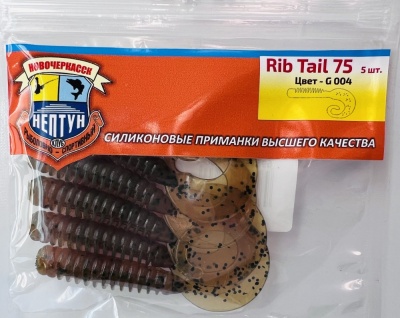 НОВОЧЕРКАССК
НЕПТУН
Rib Tail 75 5 шт.
Цвет - G 004
СИЛИКОНОВЫЕ ПРИМАНКИ ВЫСШЕГО КАЧЕСТВА